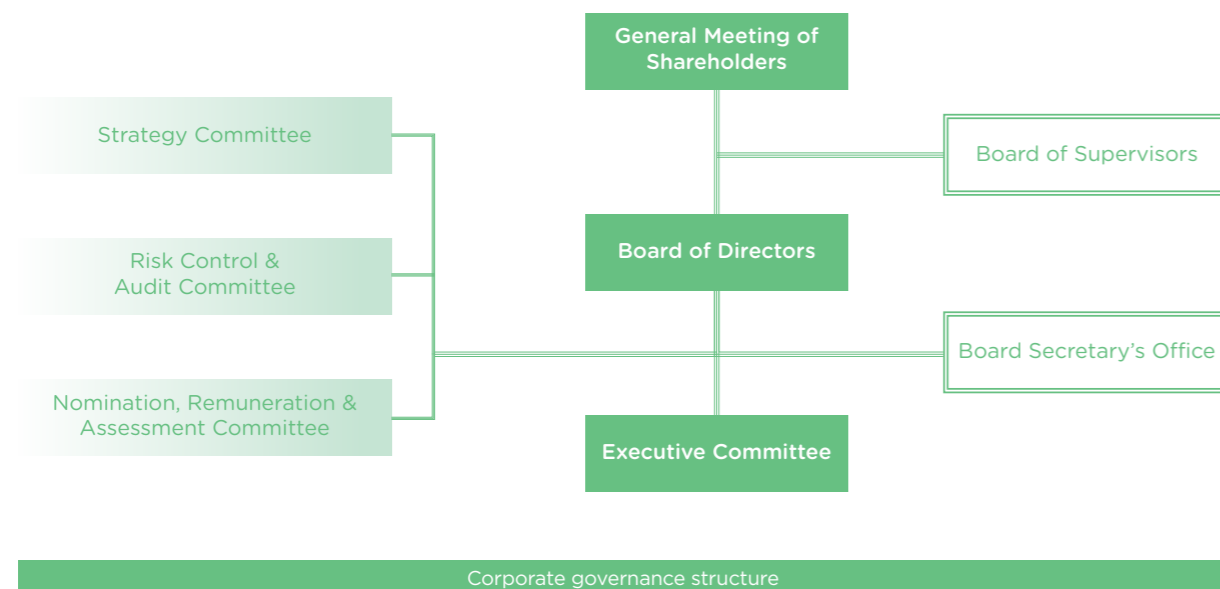 General Meeting of
Shareholders
Strategy Committee
Board of Supervisors
Risk Control &
Audit Committee
Board of Directors
Board Secretary's Office
Nomination, Remuneration &
Assessment Committee
Executive Committee
Corporate governance structure